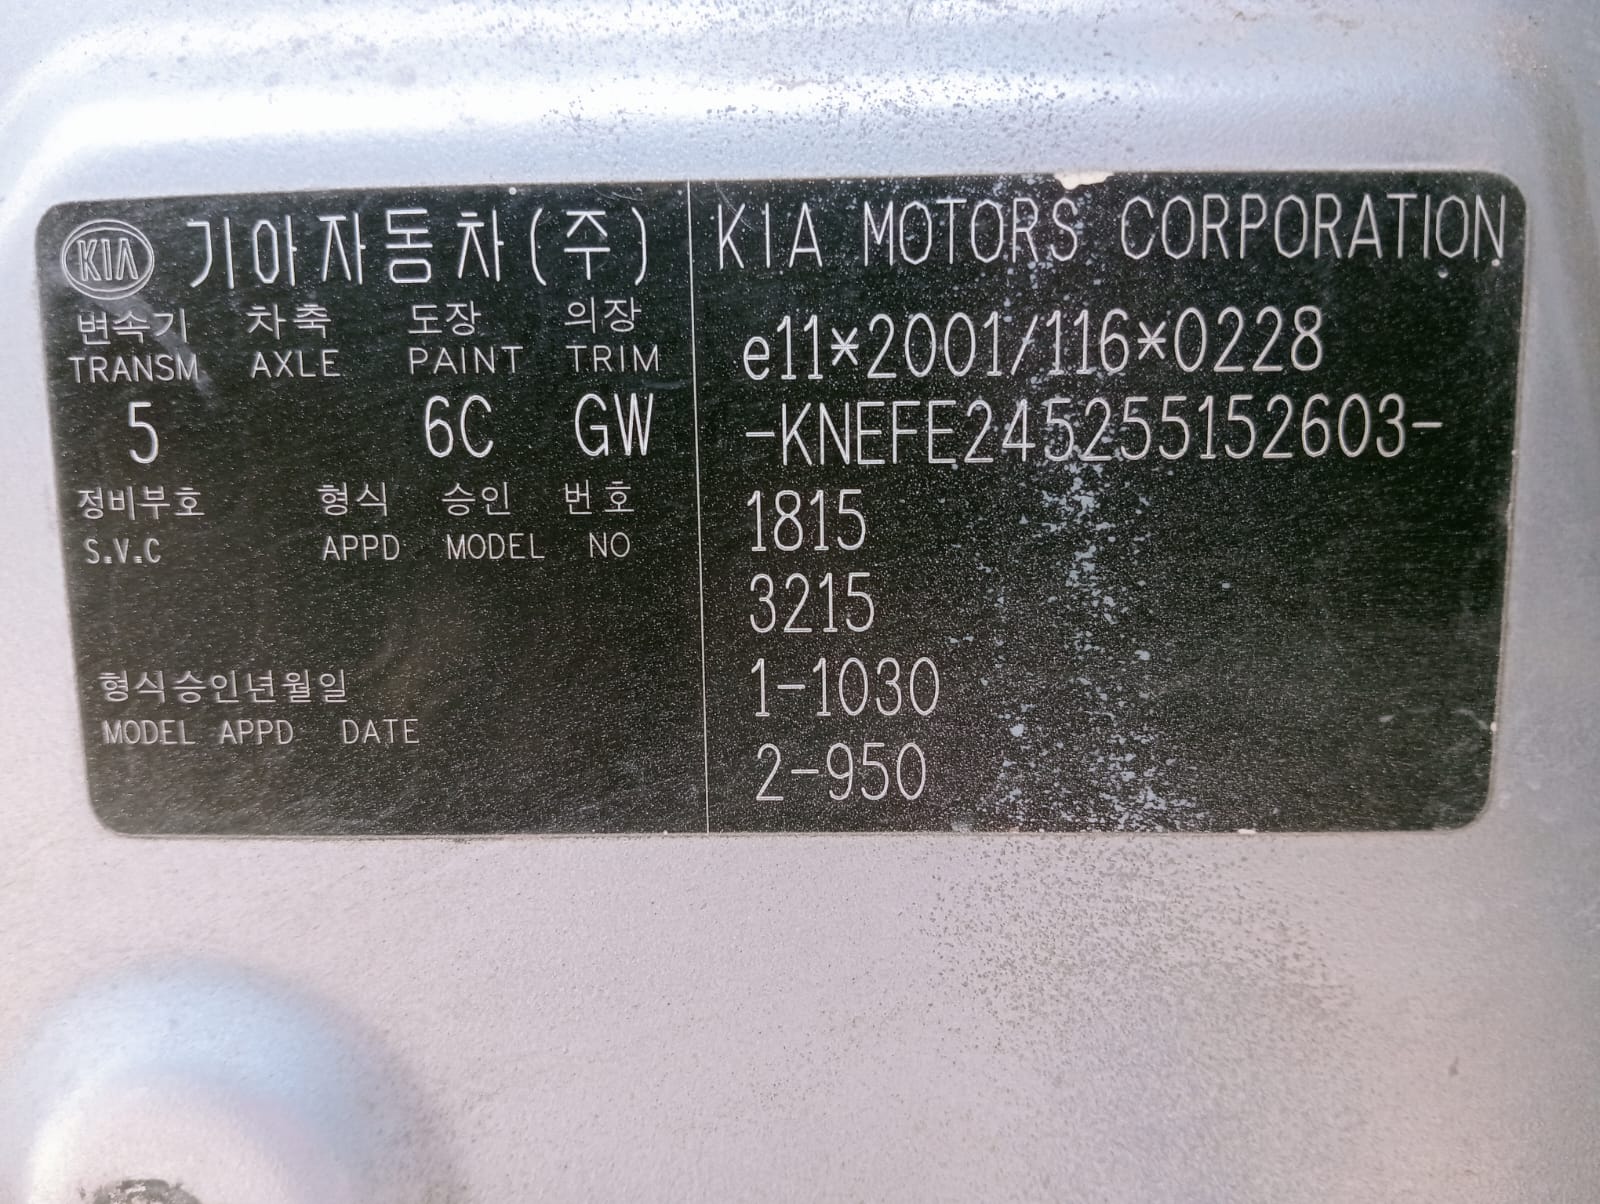 KIA 기아자동차(주)
변속기 차축 도장 의장
TRANSM AXLE PAINT TRIM
5 6C GW
정비부호 형식 승인 번호
S.V.C APPD MODEL NO
형식승인년월일
MODEL APPD DATE
KIA MOTORS CORPORATION
e11*2001/116*0228
-KNEFE245255152603-
1815
3215
1-1030
2-950